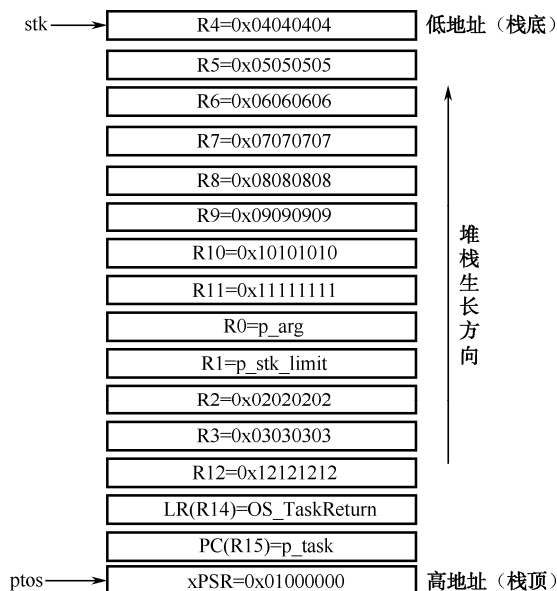 stk R4=0x04040404 低地址（栈底）
R5=0x05050505
R6=0x06060606
R7=0x07070707
R8=0x08080808
R9=0x09090909
R10=0x10101010
R11=0x11111111
R0=p_arg
R1=p_stk_limit
R2=0x02020202
R3=0x03030303
R12=0x12121212
LR(R14)=OS_TaskReturn
PC(R15)=p_task
ptos xPSR=0x01000000 高地址（栈顶）
堆栈生长方向